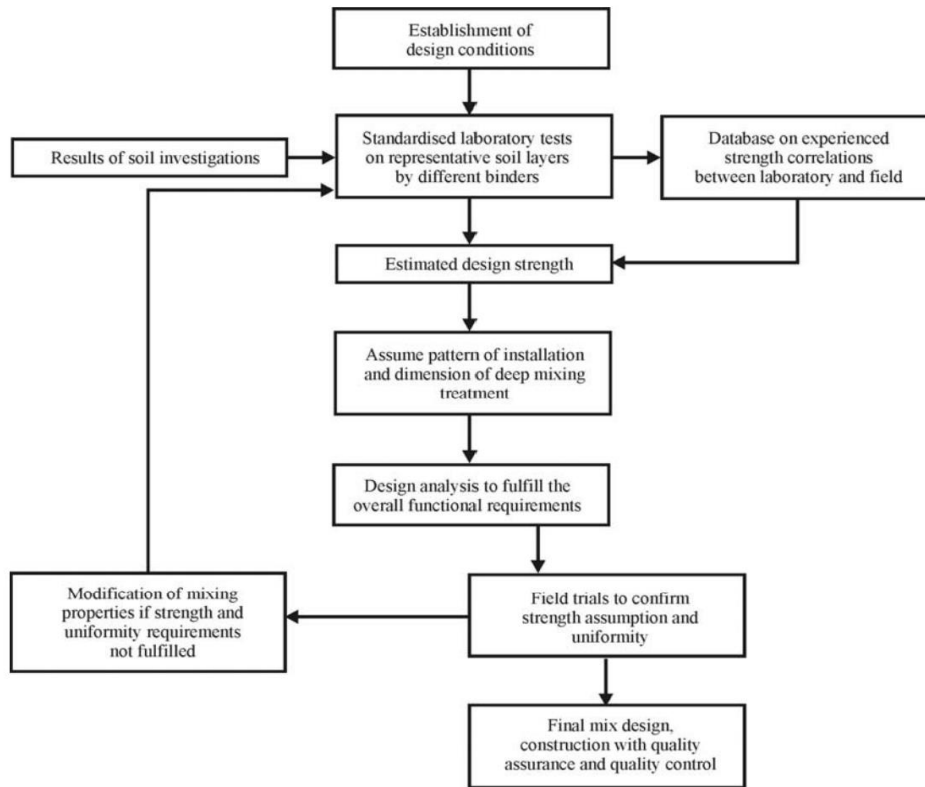 Establishment of
design conditions
Results of soil investigations
Standardised laboratory tests
on representative soil layers
by different binders
Database on experienced
strength correlations
between laboratory and field
Estimated design strength
Assume pattern of installation
and dimension of deep mixing
treatment
Design analysis to fulfill the
overall functional requirements
Modification of mixing
properties if strength and
uniformity requirements
not fulfilled
Field trials to confirm
strength assumption and
uniformity
Final mix design,
construction with quality
assurance and quality control